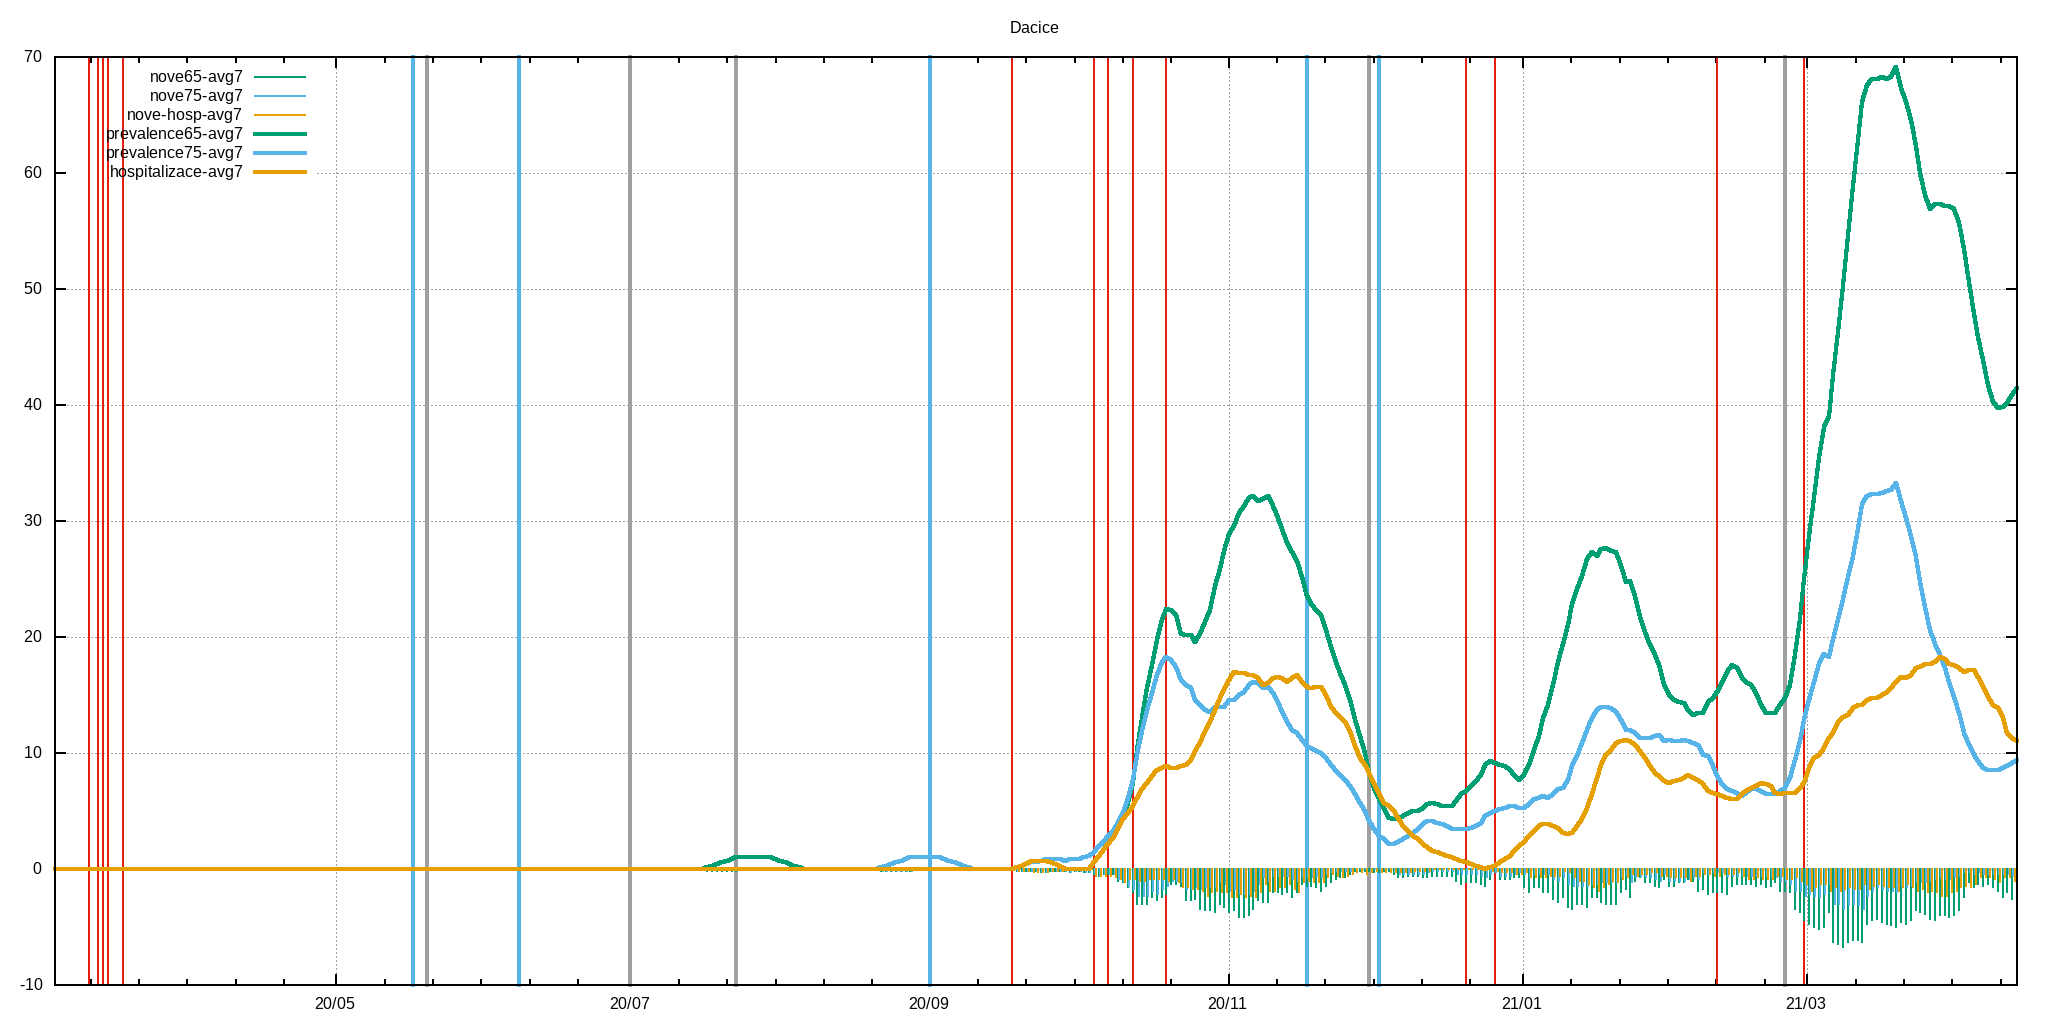 Dacice
70
nove65-avg7
nove75-avg7
nove-hosp-avg7
prevalence65-avg7
prevalence75-avg7
hospitalizace-avg7
60
50
40
30
20
10
0
-10
20/05 20/07 20/09 20/11 21/01 21/03